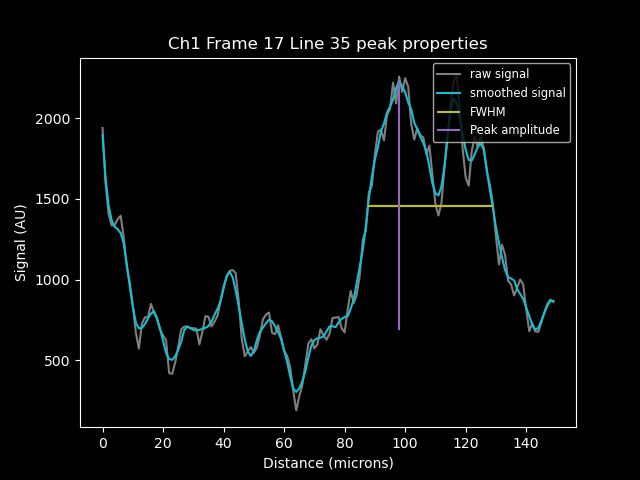 Ch1 Frame 17 Line 35 peak properties
raw signal
smoothed signal
FWHM
Peak amplitude
Signal (AU)
2000
1500
1000
500
0 20 40 60 80 100 120 140
Distance (microns)